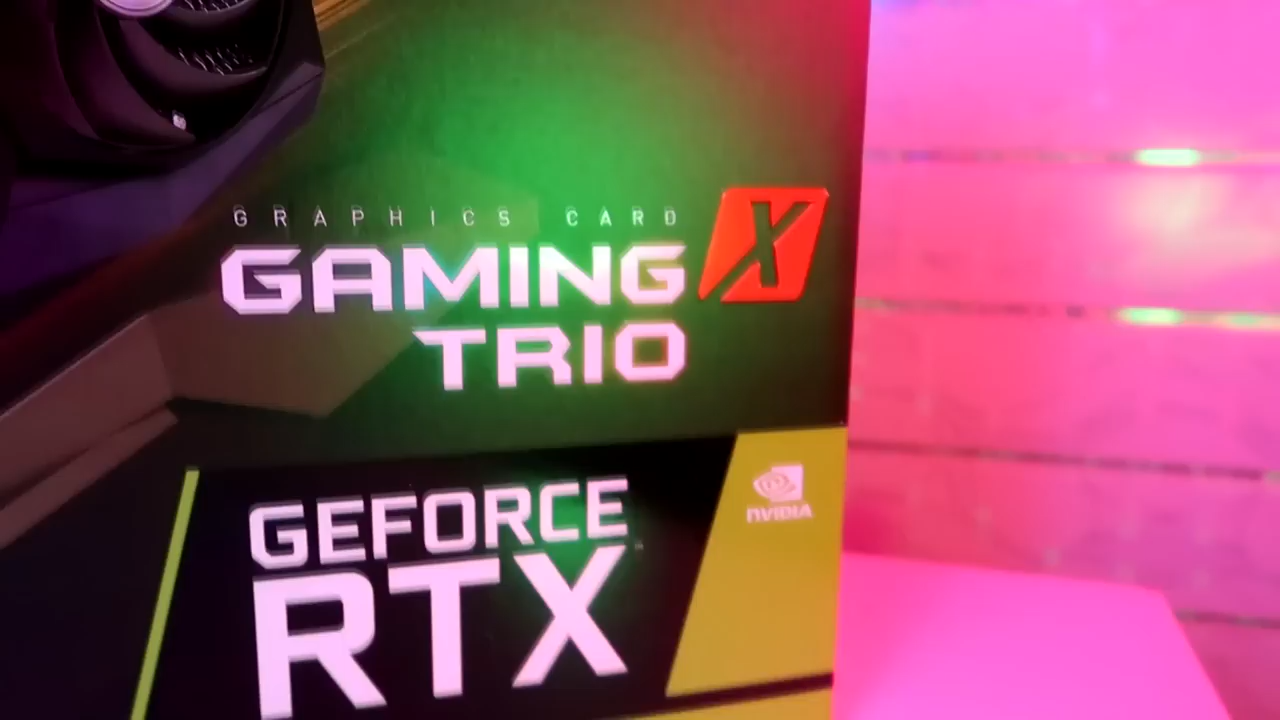 GRAPHICS CARD
GAMING X
TRIO
GEFORCE
RTX
NVIDIA